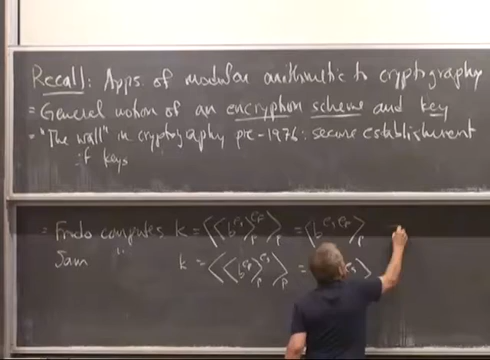 Recall: Apps. of modular arithmetic to cryptography
= General notion of an encryption scheme and key
= "The wall" in cryptography pre-1976: secure establishment
of keys
= Frodo computes k = ⟨⟨b^{e_s}⟩_p^{e_F}⟩_p = ⟨b^{e_s e_F}⟩_p
Sam " k = ⟨⟨b^{e_F}⟩_p^{e_s}⟩_p =